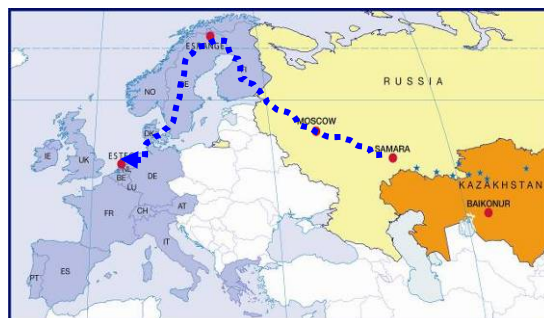 ESRANGE
RUSSIA
NO
SE
FI
MOSCOW
SAMARA
DK
IE
UK
ESTEC
NL
BE
DE
LU
KAZAKHSTAN
FR
CH
AT
BAIKONUR
IT
PT
ES